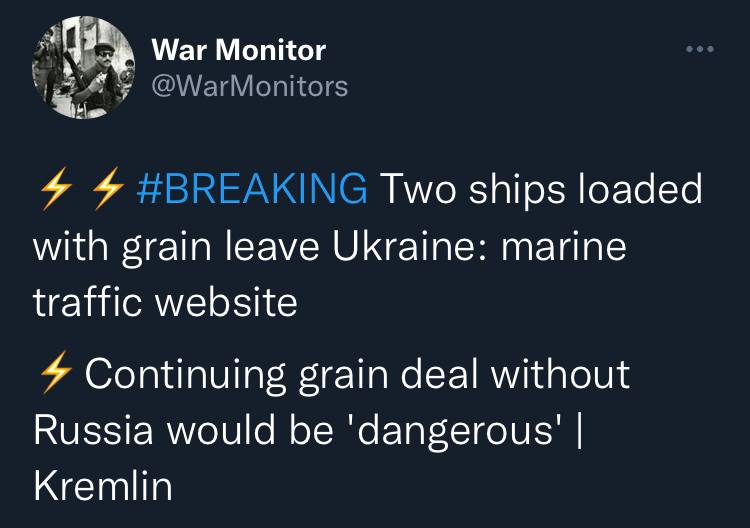 War Monitor
@WarMonitors
⚡⚡#BREAKING Two ships loaded
with grain leave Ukraine: marine
traffic website
⚡Continuing grain deal without
Russia would be 'dangerous' |
Kremlin